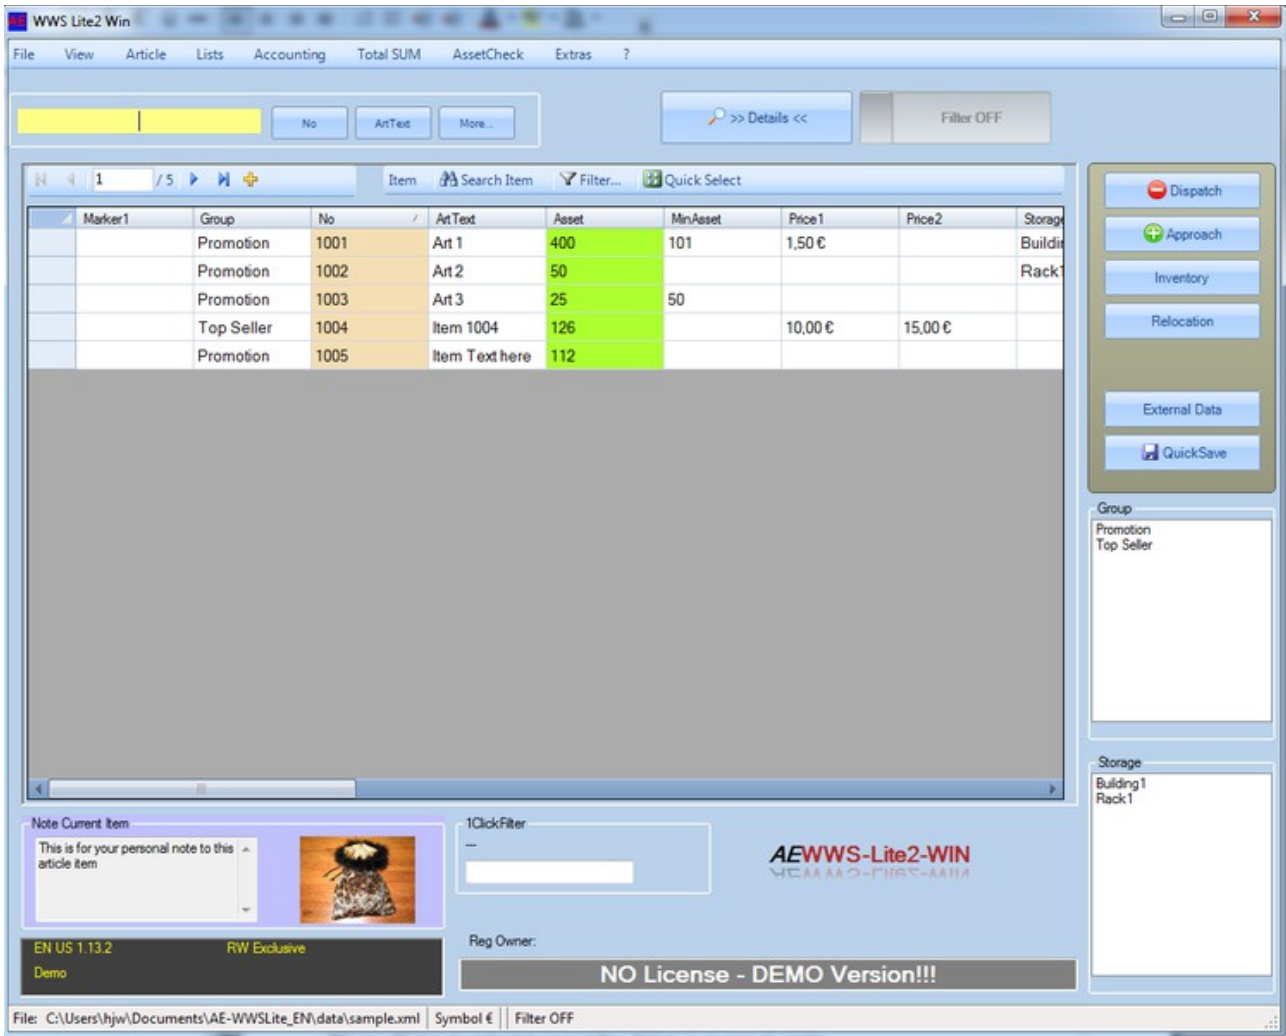 AE WWS Lite2 Win
File View Article Lists Accounting Total SUM AssetCheck Extras ?
No ArtText More... >> Details << Filter OFF
1 / 5 Item Search Item Filter... Quick Select
Marker1 Group No ArtText Asset MinAsset Price1 Price2 Storage
Promotion 1001 Art 1 400 101 1,50 € Buildin
Promotion 1002 Art 2 50 Rack1
Promotion 1003 Art 3 25 50
Top Seller 1004 Item 1004 126 10,00 € 15,00 €
Promotion 1005 Item Text here 112
Dispatch
Approach
Inventory
Relocation
External Data
QuickSave
Group
Promotion
Top Seller
Storage
Building1
Rack1
Note Current Item
This is for your personal note to this
article item
1ClickFilter
---
AEWWS-Lite2-WIN
EN US 1.13.2 RW Exclusive
Demo
Reg Owner:
NO License - DEMO Version!!!
File: C:\Users\hjw\Documents\AE-WWSLite_EN\data\sample.xml Symbol € Filter OFF